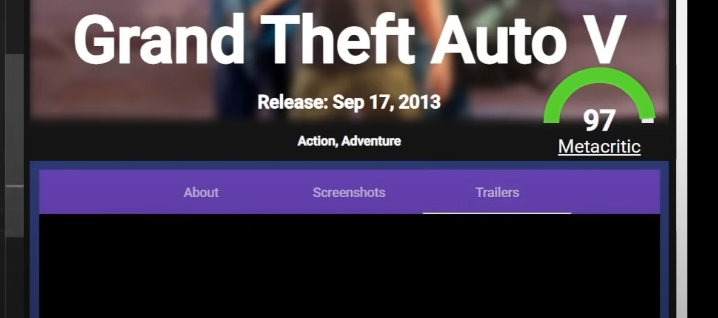 Grand Theft Auto V
Release: Sep 17, 2013
97
Action, Adventure
Metacritic
About
Screenshots
Trailers